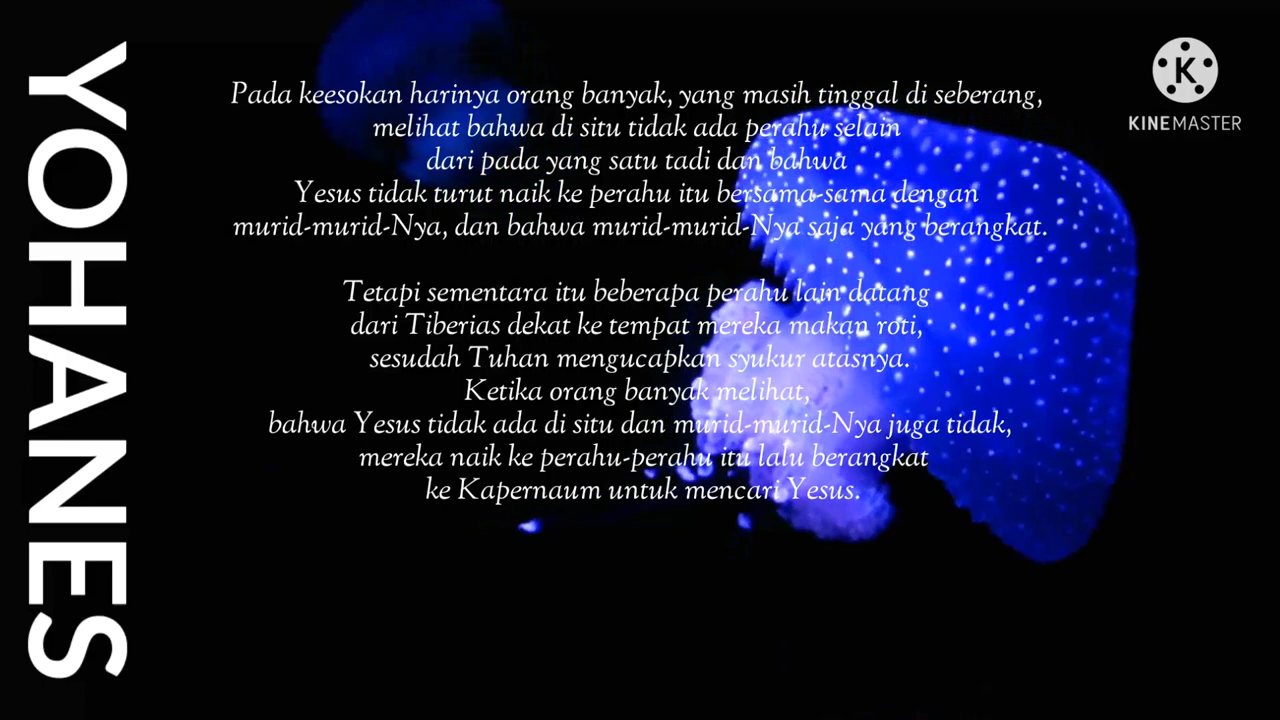 YOHANES
Pada keesokan harinya orang banyak, yang masih tinggal di seberang,
melihat bahwa di situ tidak ada perahu selain
dari pada yang satu tadi dan bahwa
Yesus tidak turut naik ke perahu itu bersama-sama dengan
murid-murid-Nya, dan bahwa murid-murid-Nya saja yang berangkat.
Tetapi sementara itu beberapa perahu lain datang
dari Tiberias dekat ke tempat mereka makan roti,
sesudah Tuhan mengucapkan syukur atasnya.
Ketika orang banyak melihat,
bahwa Yesus tidak ada di situ dan murid-murid-Nya juga tidak,
mereka naik ke perahu-perahu itu lalu berangkat
ke Kapernaum untuk mencari Yesus.
K
KINEMASTER